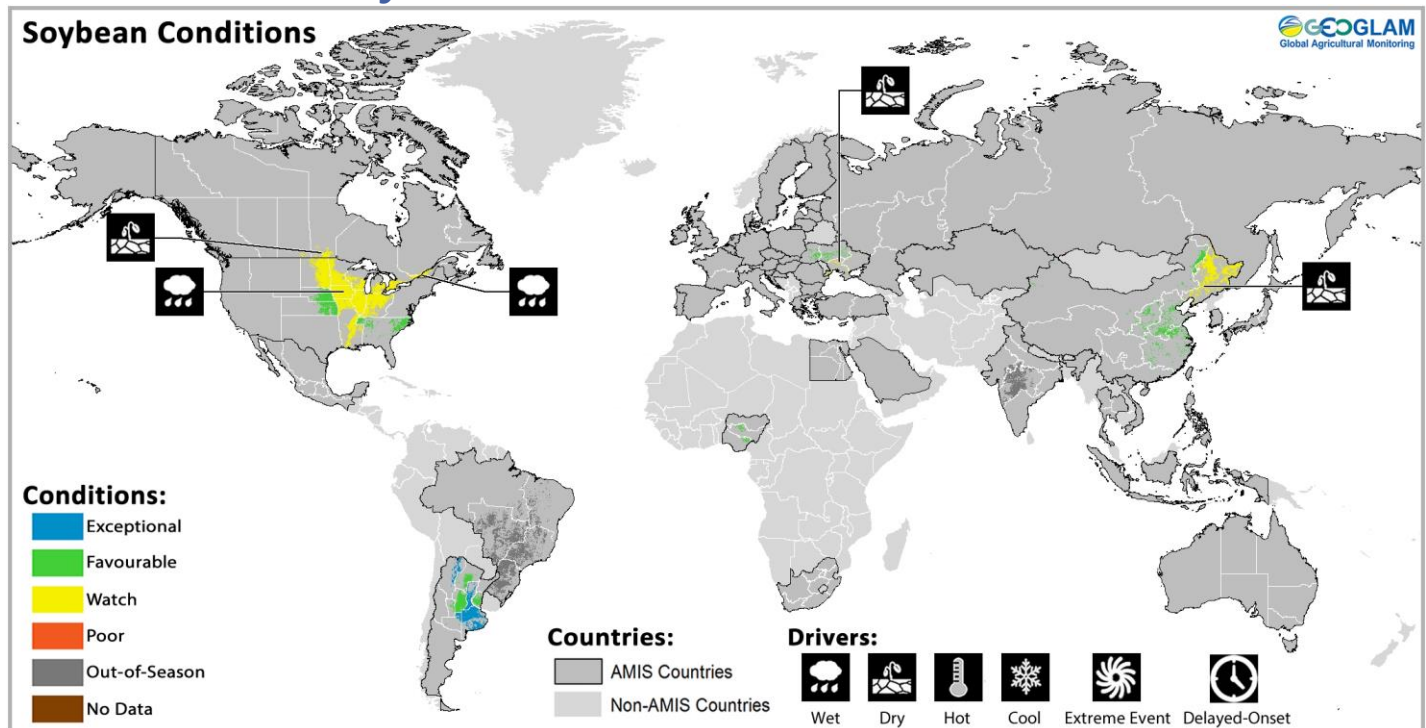 Soybean Conditions
GEOGLAM
Global Agricultural Monitoring
Conditions:
Exceptional
Favourable
Watch
Poor
Out-of-Season
No Data
Countries:
AMIS Countries
Non-AMIS Countries
Drivers:
Wet
Dry
Hot
Cool
Extreme Event
Delayed-Onset